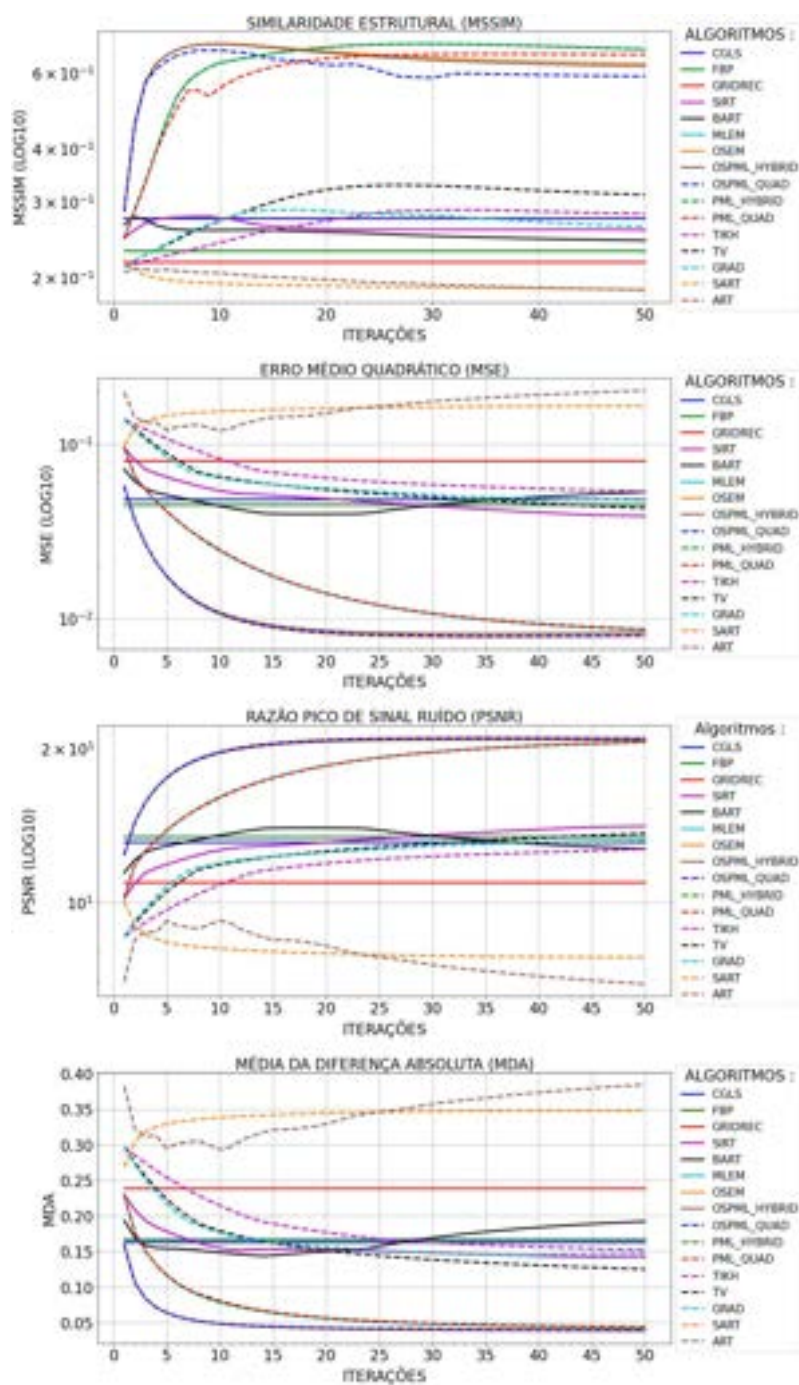 SIMILARIDADE ESTRUTURAL (MSSIM)
MSSIM (LOG10)
6 × 10⁻¹
4 × 10⁻¹
3 × 10⁻¹
2 × 10⁻¹
0 5 10 15 20 25 30 35 40 45 50
ITERAÇÕES
ALGORITMOS :
CGLS
FBP
GRIDREC
SIRT
BART
MLEM
OSEM
OSPML_HYBRID
OSPML_QUAD
PML_HYBRID
PML_QUAD
TIKH
TV
GRAD
SART
ART
ERRO MÉDIO QUADRÁTICO (MSE)
MSE (LOG10)
10⁻¹
10⁻²
0 5 10 15 20 25 30 35 40 45 50
ITERAÇÕES
ALGORITMOS :
CGLS
FBP
GRIDREC
SIRT
BART
MLEM
OSEM
OSPML_HYBRID
OSPML_QUAD
PML_HYBRID
PML_QUAD
TIKH
TV
GRAD
SART
ART
RAZÃO PICO DE SINAL RUÍDO (PSNR)
PSNR (LOG10)
2 × 10¹
10¹
0 5 10 15 20 25 30 35 40 45 50
ITERAÇÕES
Algoritmos :
CGLS
FBP
GRIDREC
SIRT
BART
MLEM
OSEM
OSPML_HYBRID
OSPML_QUAD
PML_HYBRID
PML_QUAD
TIKH
TV
GRAD
SART
ART
MÉDIA DA DIFERENÇA ABSOLUTA (MDA)
MDA
0.40
0.35
0.30
0.25
0.20
0.15
0.10
0.05
0 5 10 15 20 25 30 35 40 45 50
ITERAÇÕES
ALGORITMOS :
CGLS
FBP
GRIDREC
SIRT
BART
MLEM
OSEM
OSPML_HYBRID
OSPML_QUAD
PML_HYBRID
PML_QUAD
TIKH
TV
GRAD
SART
ART